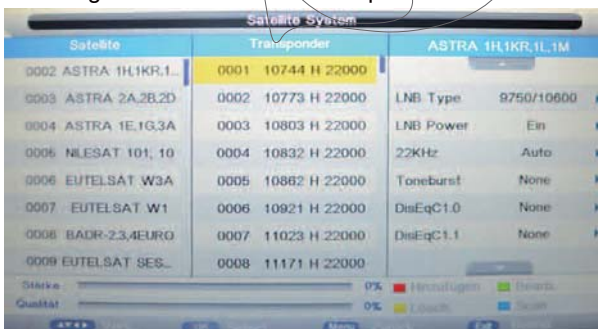 Satellite System
Satellite Transponder ASTRA 1H,1KR,1L,1M
0002 ASTRA 1H,1KR,1... 0001 10744 H 22000
0003 ASTRA 2A,2B,2D 0002 10773 H 22000 LNB Type 9750/10600
0004 ASTRA 1E,1G,3A 0003 10803 H 22000 LNB Power Ein
0005 NILESAT 101, 10 0004 10832 H 22000 22KHz Auto
0006 EUTELSAT W3A 0005 10862 H 22000 Toneburst None
0007 EUTELSAT W1 0006 10921 H 22000 DisEqC1.0 None
0008 BADR-2,3,4EURO 0007 11023 H 22000 DisEqC1.1 None
0009 EUTELSAT SES... 0008 11171 H 22000
Stärke 0% Hinzufügen Bearb.
Qualität 0% Lösch. Scan